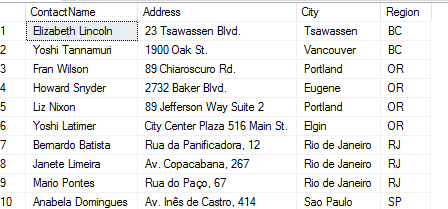 ContactName Address City Region
1 Elizabeth Lincoln 23 Tsawassen Blvd. Tsawassen BC
2 Yoshi Tannamuri 1900 Oak St. Vancouver BC
3 Fran Wilson 89 Chiaroscuro Rd. Portland OR
4 Howard Snyder 2732 Baker Blvd. Eugene OR
5 Liz Nixon 89 Jefferson Way Suite 2 Portland OR
6 Yoshi Latimer City Center Plaza 516 Main St. Elgin OR
7 Bernardo Batista Rua da Panificadora, 12 Rio de Janeiro RJ
8 Janete Limeira Av. Copacabana, 267 Rio de Janeiro RJ
9 Mario Pontes Rua do Paço, 67 Rio de Janeiro RJ
10 Anabela Domingues Av. Inês de Castro, 414 Sao Paulo SP